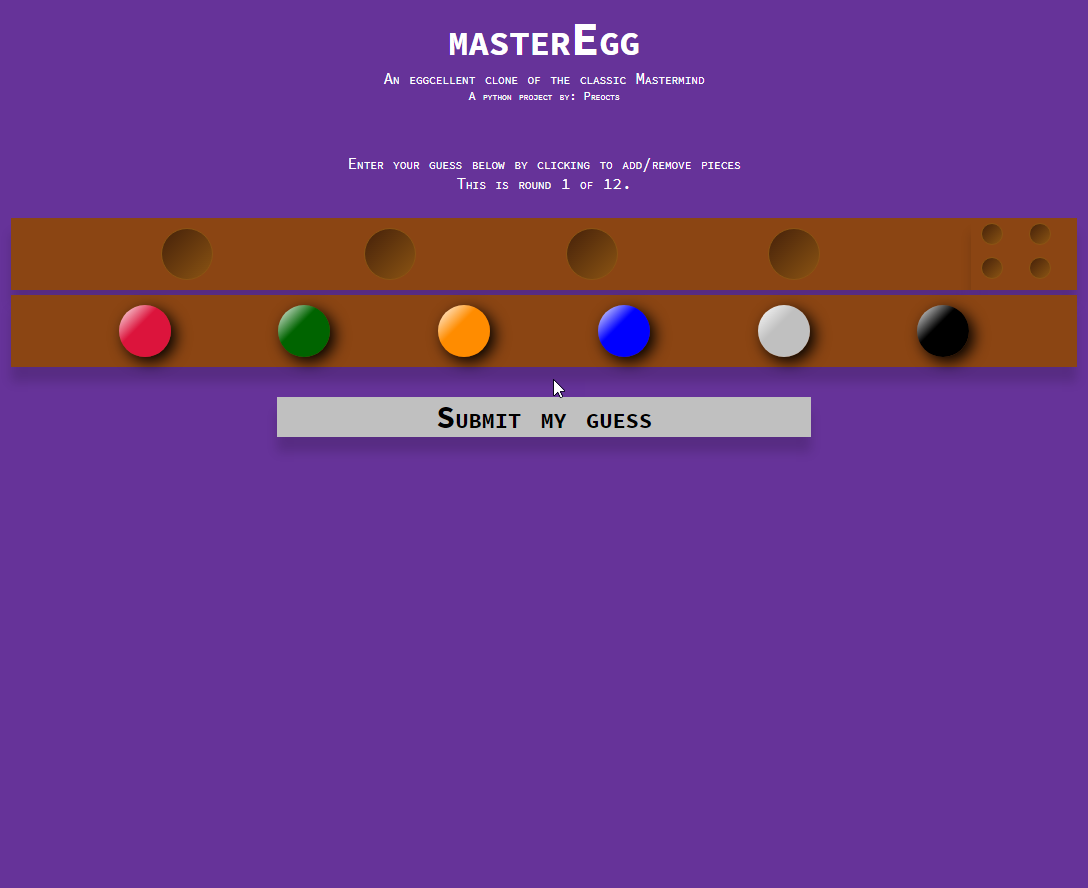 masterEgg
An eggcellent clone of the classic Mastermind
A python project by: Preocts
Enter your guess below by clicking to add/remove pieces
This is round 1 of 12.
Submit my guess